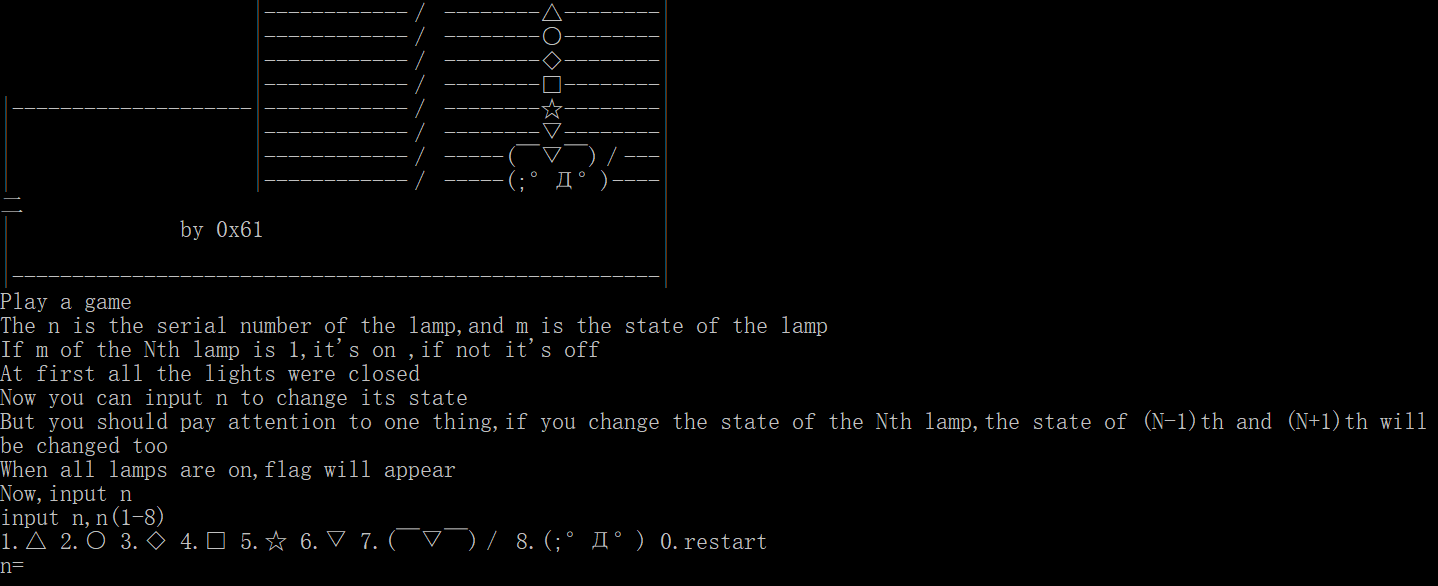 |------------ / --------△--------|
|------------ / --------○--------|
|------------ / --------◇--------|
|------------ / --------□--------|
|--------------------|------------ / --------☆--------|
| |------------ / --------▽--------|
| |------------ / -----(￣▽￣)/---|
| |------------ / -----(;°Д°)----|
二 |
| by 0x61 |
| |
|------------------------------------------------------|
Play a game
The n is the serial number of the lamp,and m is the state of the lamp
If m of the Nth lamp is 1,it's on ,if not it's off
At first all the lights were closed
Now you can input n to change its state
But you should pay attention to one thing,if you change the state of the Nth lamp,the state of (N-1)th and (N+1)th will
be changed too
When all lamps are on,flag will appear
Now,input n
input n,n(1-8)
1.△ 2.○ 3.◇ 4.□ 5.☆ 6.▽ 7.(￣▽￣)/ 8.(;°Д°) 0.restart
n=